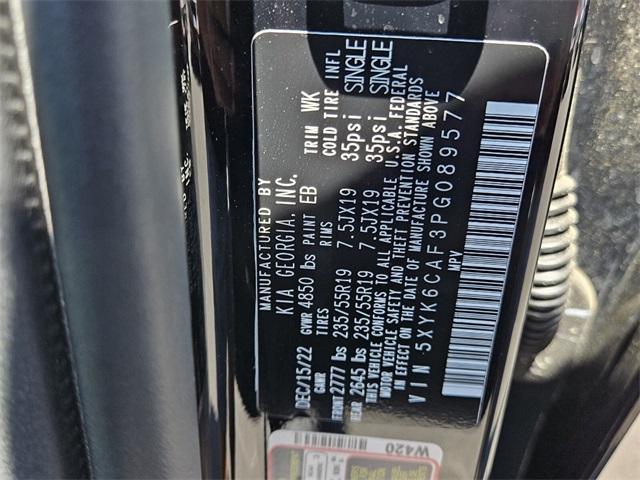 MANUFACTURED BY
KIA GEORGIA, INC.
DEC/15/22 GVWR 4850 lbs PAINT EB TRIM WK
GAWR TIRES RIMS COLD TIRE INFL
2777 lbs 235/55R19 7.5JX19 35psi SINGLE
REAR 2645 lbs 235/55R19 7.5JX19 35psi SINGLE
THIS VEHICLE CONFORMS TO ALL APPLICABLE U.S.A. FEDERAL
MOTOR VEHICLE SAFETY AND THEFT PREVENTION STANDARDS
IN EFFECT ON THE DATE OF MANUFACTURE SHOWN ABOVE
VIN 5XYK6CAF3PG089577
MPV
W420